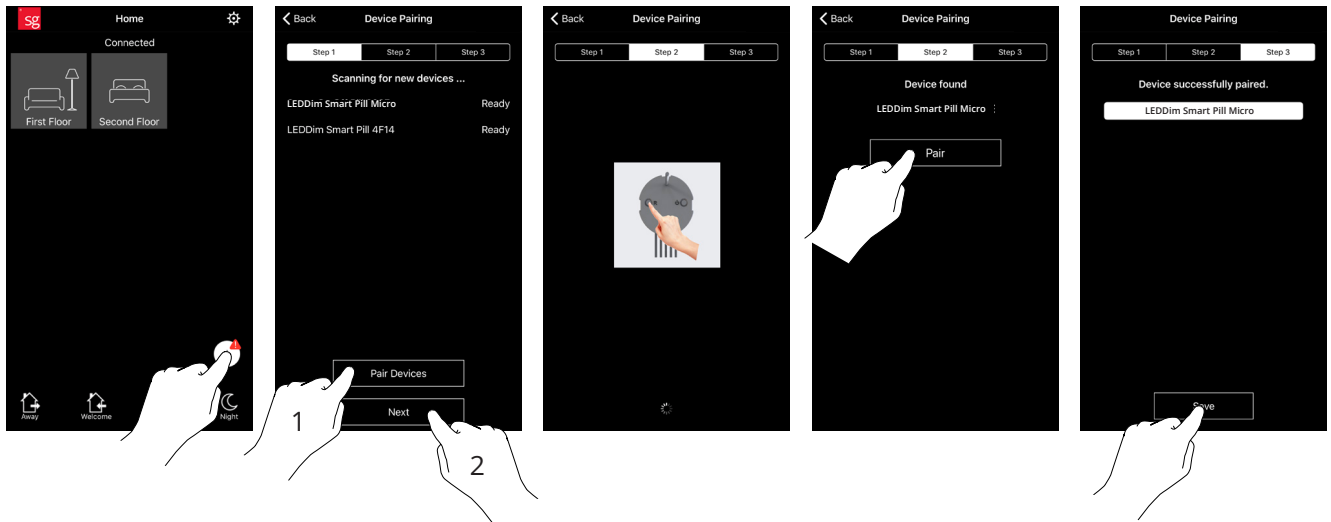 sg
Home
Connected
First Floor
Second Floor
Away
Welcome
Night
Back
Device Pairing
Step 1
Step 2
Step 3
Scanning for new devices ...
LEDDim Smart Pill Micro
Ready
LEDDim Smart Pill 4F14
Ready
Pair Devices
Next
1
2
Back
Device Pairing
Step 1
Step 2
Step 3
Back
Device Pairing
Step 1
Step 2
Step 3
Device found
LEDDim Smart Pill Micro
Pair
Device Pairing
Step 1
Step 2
Step 3
Device successfully paired.
LEDDim Smart Pill Micro
Save